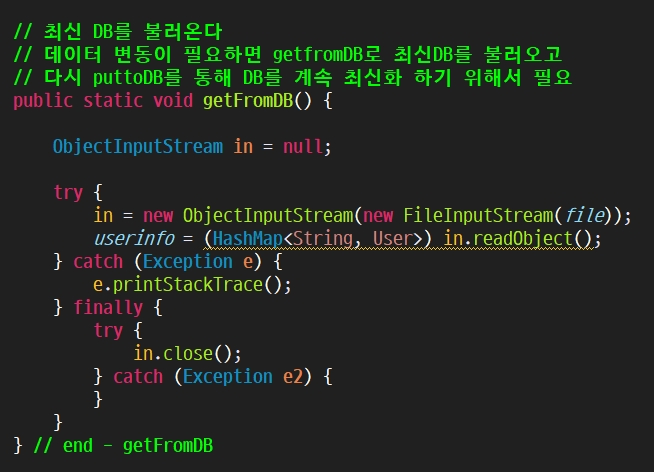 // 최신 DB를 불러온다
// 데이터 변동이 필요하면 getfromDB로 최신DB를 불러오고
// 다시 puttoDB를 통해 DB를 계속 최신화 하기 위해서 필요
public static void getFromDB() {

    ObjectInputStream in = null;

    try {
        in = new ObjectInputStream(new FileInputStream(file));
        userinfo = (HashMap<String, User>) in.readObject();
    } catch (Exception e) {
        e.printStackTrace();
    } finally {
        try {
            in.close();
        } catch (Exception e2) {
        }
    }
} // end - getFromDB